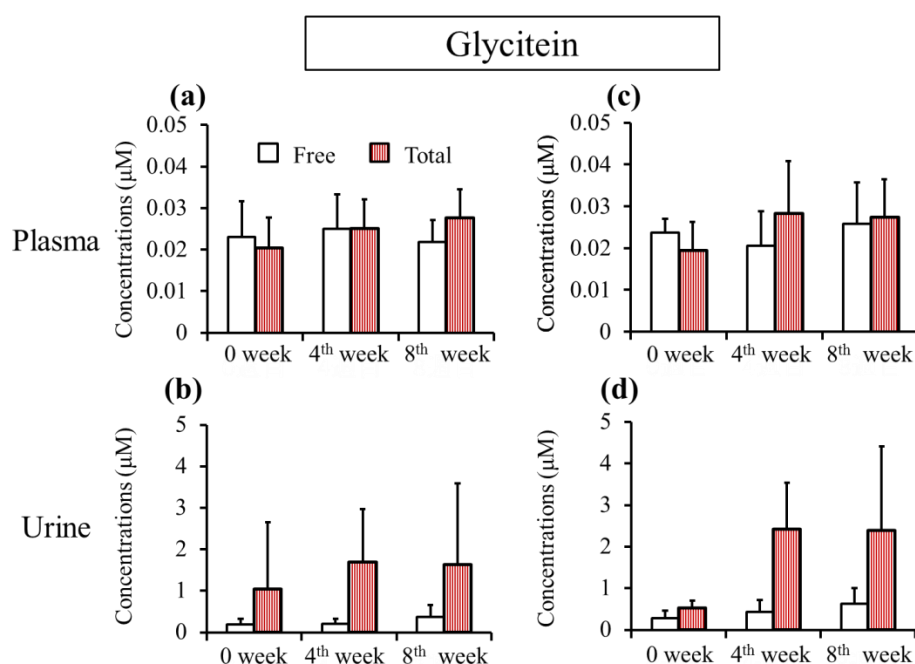 Glycitein
(a)
Plasma
Concentrations (µM)
0.05
0.04
0.03
0.02
0.01
0
Free
Total
0 week
4th week
8th week
(c)
Concentrations (µM)
0.05
0.04
0.03
0.02
0.01
0
0 week
4th week
8th week
(b)
Urine
Concentrations (µM)
5
4
3
2
1
0
0 week
4th week
8th week
(d)
Concentrations (µM)
5
4
3
2
1
0
0 week
4th week
8th week